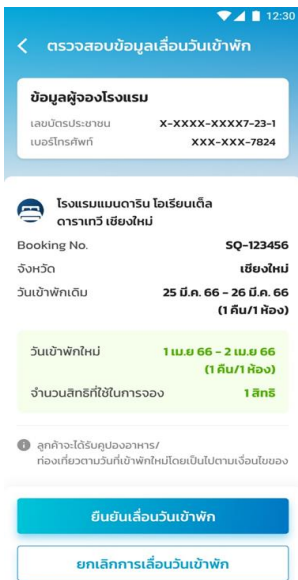 12:30
ตรวจสอบข้อมูลเลื่อนวันเข้าพัก
ข้อมูลผู้จองโรงแรม
เลขบัตรประชาชน X-XXXX-XXXX7-23-1
เบอร์โทรศัพท์ XXX-XXX-7824
โรงแรมแมนดาริน โอเรียนเต็ล
ดาราเทวี เชียงใหม่
Booking No. SQ-123456
จังหวัด เชียงใหม่
วันเข้าพักเดิม 25 มี.ค. 66 - 26 มี.ค. 66
(1 คืน/1 ห้อง)
วันเข้าพักใหม่ 1 เม.ย 66 - 2 เม.ย 66
(1 คืน/1 ห้อง)
จำนวนสิทธิที่ใช้ในการจอง 1 สิทธิ
ลูกค้าจะได้รับคูปองอาหาร/
ท่องเที่ยวตามวันที่เข้าพักใหม่โดยเป็นไปตามเงื่อนไขของ
ยืนยันเลื่อนวันเข้าพัก
ยกเลิกการเลื่อนวันเข้าพัก